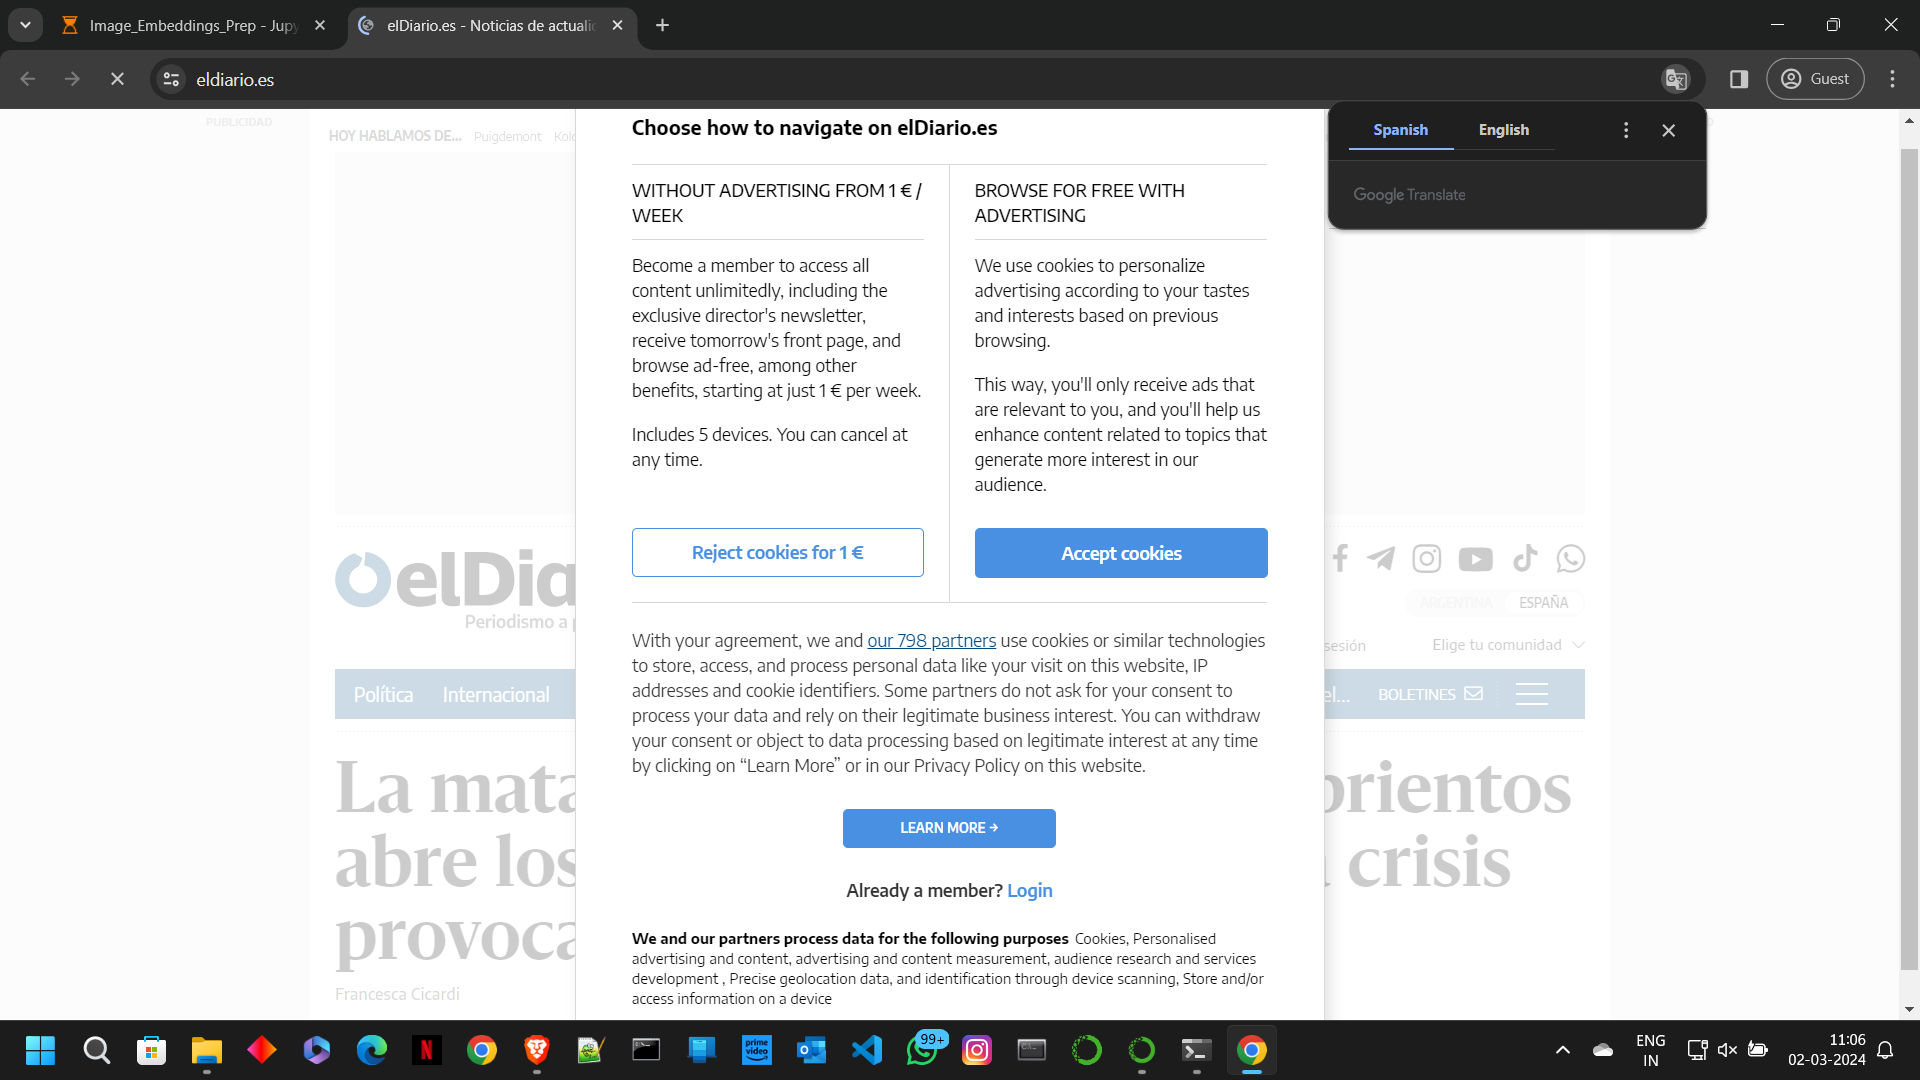 Image_Embeddings_Prep - Jupy
elDiario.es - Noticias de actuali
eldiario.es
Guest
PUBLICIDAD
HOY HABLAMOS DE... Puigdemont
Spanish English
Google Translate
Choose how to navigate on elDiario.es
WITHOUT ADVERTISING FROM 1 € /
WEEK
Become a member to access all
content unlimitedly, including the
exclusive director's newsletter,
receive tomorrow's front page, and
browse ad-free, among other
benefits, starting at just 1 € per week.
Includes 5 devices. You can cancel at
any time.
Reject cookies for 1 €
BROWSE FOR FREE WITH
ADVERTISING
We use cookies to personalize
advertising according to your tastes
and interests based on previous
browsing.
This way, you'll only receive ads that
are relevant to you, and you'll help us
enhance content related to topics that
generate more interest in our
audience.
Accept cookies
With your agreement, we and our 798 partners use cookies or similar technologies
to store, access, and process personal data like your visit on this website, IP
addresses and cookie identifiers. Some partners do not ask for your consent to
process your data and rely on their legitimate business interest. You can withdraw
your consent or object to data processing based on legitimate interest at any time
by clicking on “Learn More” or in our Privacy Policy on this website.
LEARN MORE →
Already a member? Login
We and our partners process data for the following purposes Cookies, Personalised
advertising and content, advertising and content measurement, audience research and services
development , Precise geolocation data, and identification through device scanning, Store and/or
access information on a device
elDia
Periodismo a p
ARGENTINA ESPAÑA
sesión Elige tu comunidad
Política Internacional
el... BOLETINES
La mata
brientos
abre los
crisis
provoca
Francesca Cicardi
prime video
99+
ENG
IN
11:06
02-03-2024